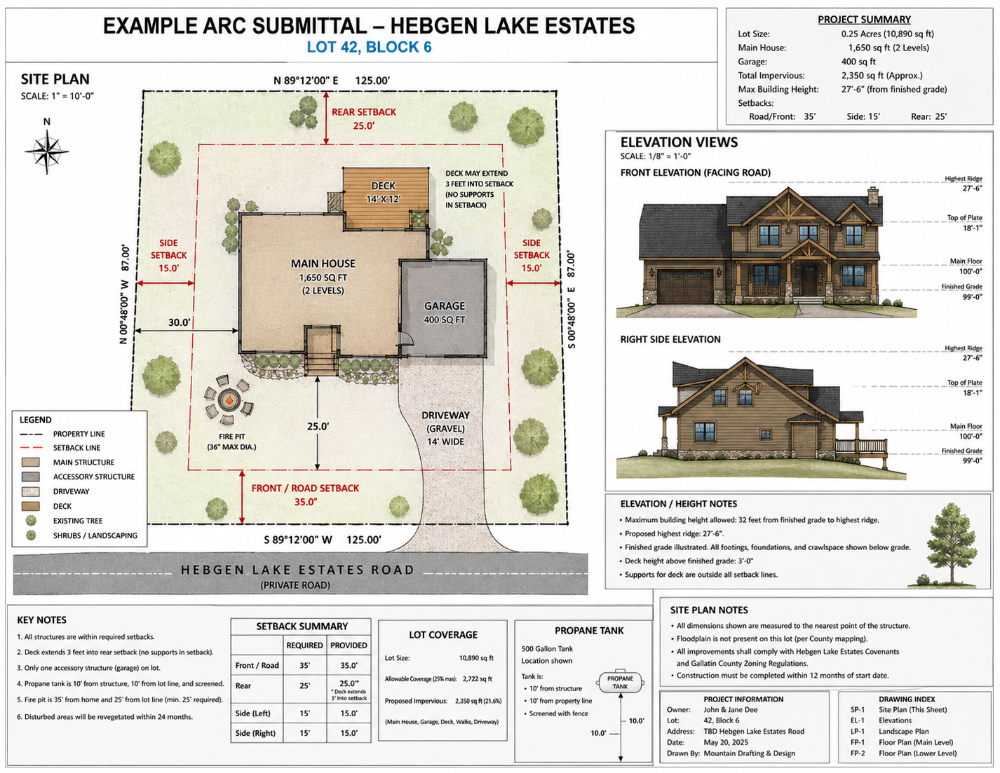 EXAMPLE ARC SUBMITTAL – HEBGEN LAKE ESTATES
LOT 42, BLOCK 6
PROJECT SUMMARY
Lot Size: 0.25 Acres (10,890 sq ft)
Main House: 1,650 sq ft (2 Levels)
Garage: 400 sq ft
Total Impervious: 2,350 sq ft (Approx.)
Max Building Height: 27'-6" (from finished grade)
Setbacks:
Road/Front: 35' Side: 15' Rear: 25'
SITE PLAN
SCALE: 1" = 10'-0"
N
N 89°12'00" E 125.00'
REAR SETBACK
25.0'
DECK
14' X 12'
DECK MAY EXTEND
3 FEET INTO SETBACK
(NO SUPPORTS
IN SETBACK)
SIDE
SETBACK
15.0'
SIDE
SETBACK
15.0'
N 00°48'00" W 87.00'
S 00°48'00" E 87.00'
MAIN HOUSE
1,650 SQ FT
(2 LEVELS)
GARAGE
400 SQ FT
30.0'
25.0'
FIRE PIT
(36" MAX DIA.)
DRIVEWAY
(GRAVEL)
14' WIDE
FRONT / ROAD SETBACK
35.0"
S 89°12'00" W 125.00'
HEBGEN LAKE ESTATES ROAD
(PRIVATE ROAD)
LEGEND
PROPERTY LINE
SETBACK LINE
MAIN STRUCTURE
ACCESSORY STRUCTURE
DRIVEWAY
DECK
EXISTING TREE
SHRUBS / LANDSCAPING
ELEVATION VIEWS
SCALE: 1/8" = 1'-0"
FRONT ELEVATION (FACING ROAD)
Highest Ridge
27'-6"
Top of Plate
18'-1"
Main Floor
100'-0"
Finished Grade
99'-0"
RIGHT SIDE ELEVATION
Highest Ridge
27'-6"
Top of Plate
18'-1"
Main Floor
100'-0"
Finished Grade
99'-0"
ELEVATION / HEIGHT NOTES
• Maximum building height allowed: 32 feet from finished grade to highest ridge.
• Proposed highest ridge: 27'-6".
• Finished grade illustrated. All footings, foundations, and crawlspace shown below grade.
• Deck height above finished grade: 3'-0"
• Supports for deck are outside all setback lines.
KEY NOTES
1. All structures are within required setbacks.
2. Deck extends 3 feet into rear setback (no supports in setback).
3. Only one accessory structure (garage) on lot.
4. Propane tank is 10' from structure, 10' from lot line, and screened.
5. Fire pit is 35' from home and 25' from lot line (min. 25' required).
6. Disturbed areas will be revegetated within 24 months.
SETBACK SUMMARY
REQUIRED PROVIDED
Front / Road 35' 35.0'
Rear 25' 25.0'*
* Deck extends
3' Into setback
Side (Left) 15' 15.0'
Side (Right) 15' 15.0'
LOT COVERAGE
Lot Size: 10,890 sq ft
Allowable Coverage (25% max): 2,722 sq ft
Proposed Impervious: 2,350 sq ft (21.6%)
(Main House, Garage, Deck, Walks, Driveway)
PROPANE TANK
500 Gallon Tank
Location shown
Tank is:
• 10' from structure
• 10' from property line
• Screened with fence
PROPANE
TANK
10.0'
10.0'
SITE PLAN NOTES
• All dimensions shown are measured to the nearest point of the structure.
• Floodplain is not present on this lot (per County mapping).
• All improvements shall comply with Hebgen Lake Estates Covenants
and Gallatin County Zoning Regulations.
• Construction must be completed within 12 months of start date.
PROJECT INFORMATION
Owner: John & Jane Dee
Lot: 42, Block 6
Address: TBD Hebgen Lake Estates Road
Date: May 20, 2025
Drawn By: Mountain Drafting & Design
DRAWING INDEX
SP-1 Site Plan (This Sheet)
EL-1 Elevations
LP-1 Landscape Plan
FP-1 Floor Plan (Main Level)
FP-2 Floor Plan (Lower Level)